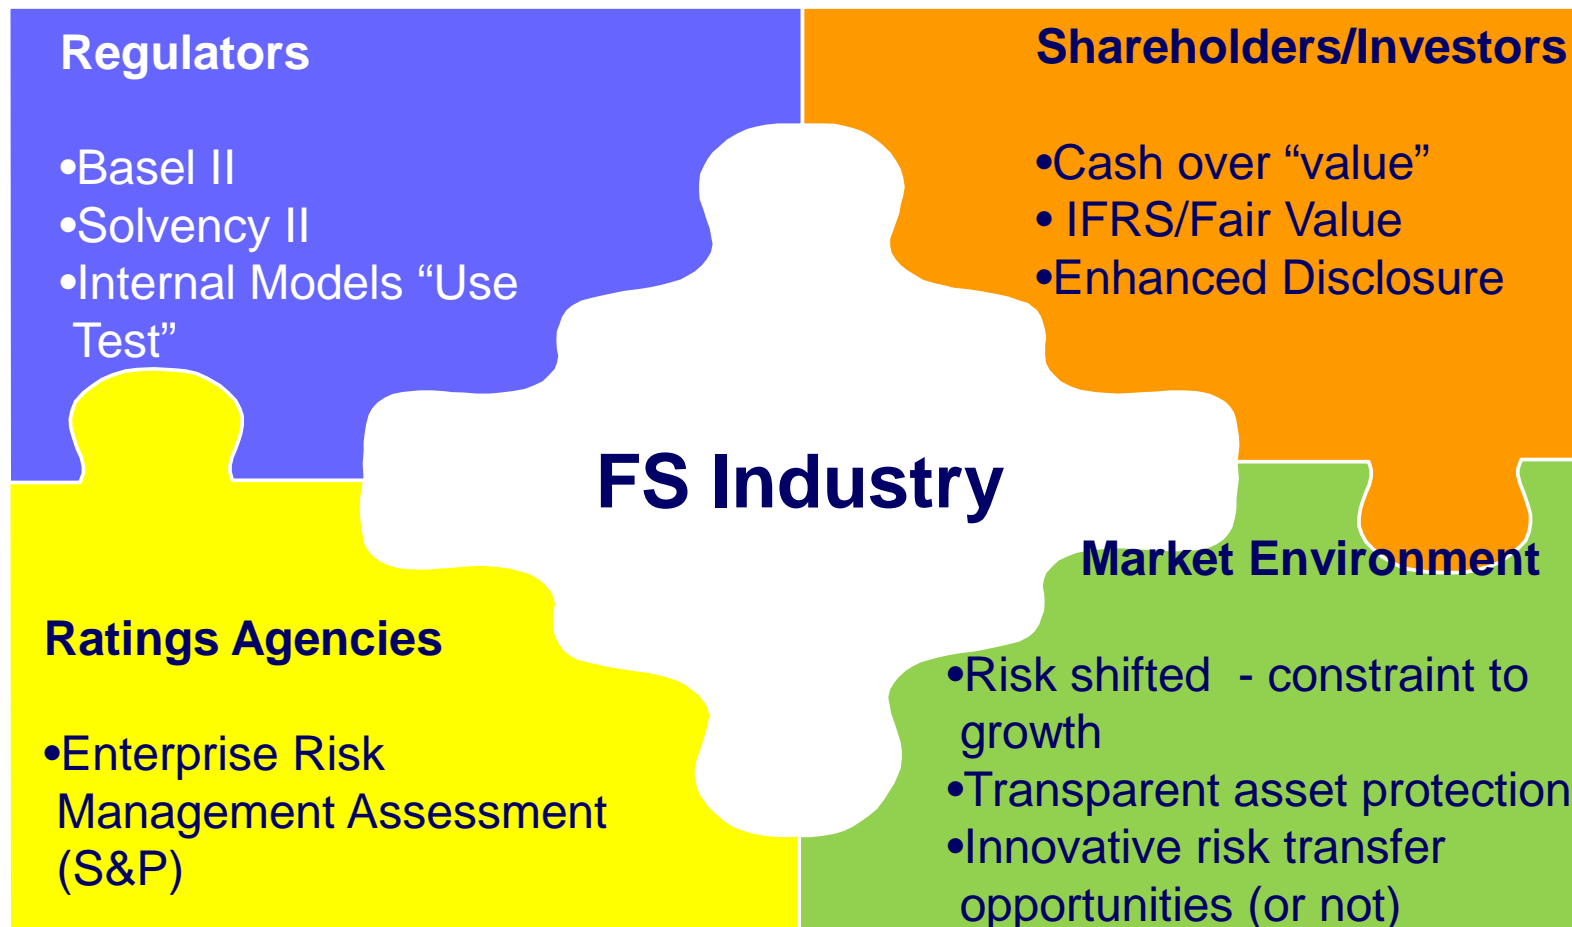 Regulators
•Basel II
•Solvency II
•Internal Models “Use
Test”
Shareholders/Investors
•Cash over “value”
• IFRS/Fair Value
•Enhanced Disclosure
FS Industry
Ratings Agencies
•Enterprise Risk
Management Assessment
(S&P)
Market Environment
•Risk shifted - constraint to
growth
•Transparent asset protection
•Innovative risk transfer
opportunities (or not)